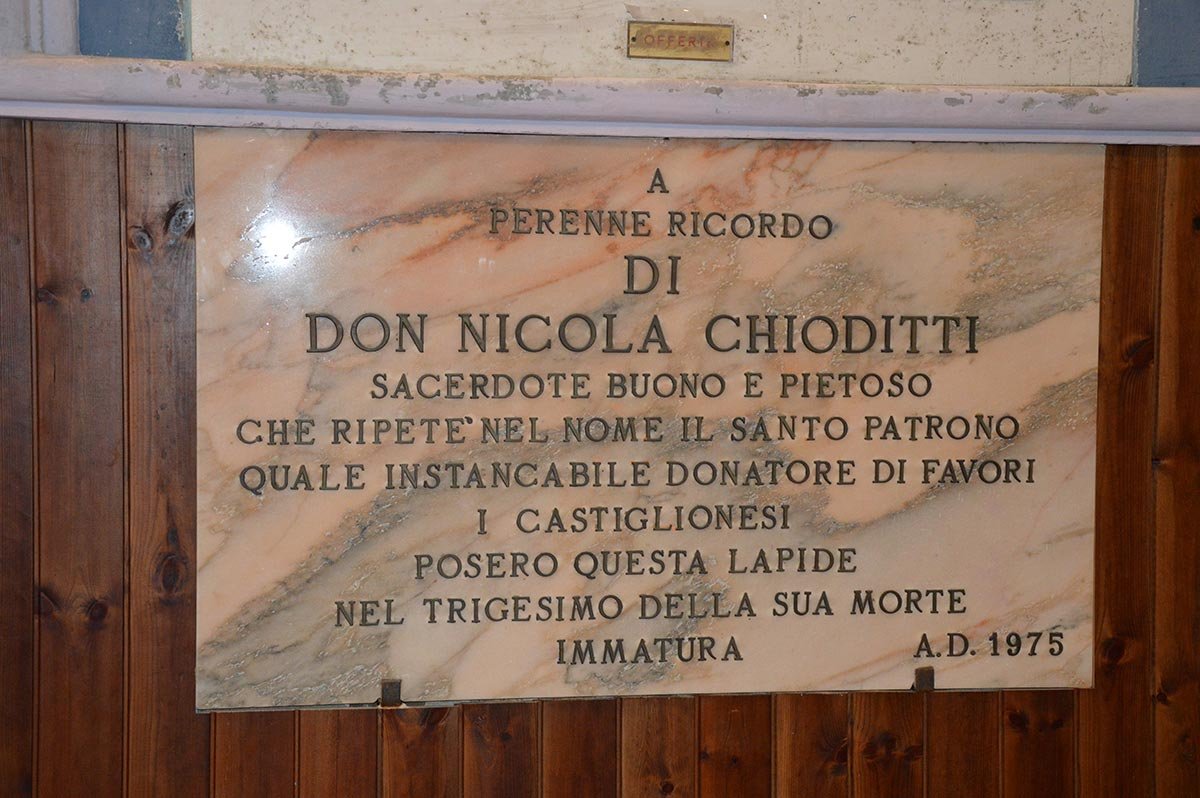 OFFERTE
A
PERENNE RICORDO
DI
DON NICOLA CHIODITTI
SACERDOTE BUONO E PIETOSO
CHE RIPETE` NEL NOME IL SANTO PATRONO
QUALE INSTANCABILE DONATORE DI FAVORI
I CASTIGLIONESI
POSERO QUESTA LAPIDE
NEL TRIGESIMO DELLA SUA MORTE
IMMATURA A.D. 1975